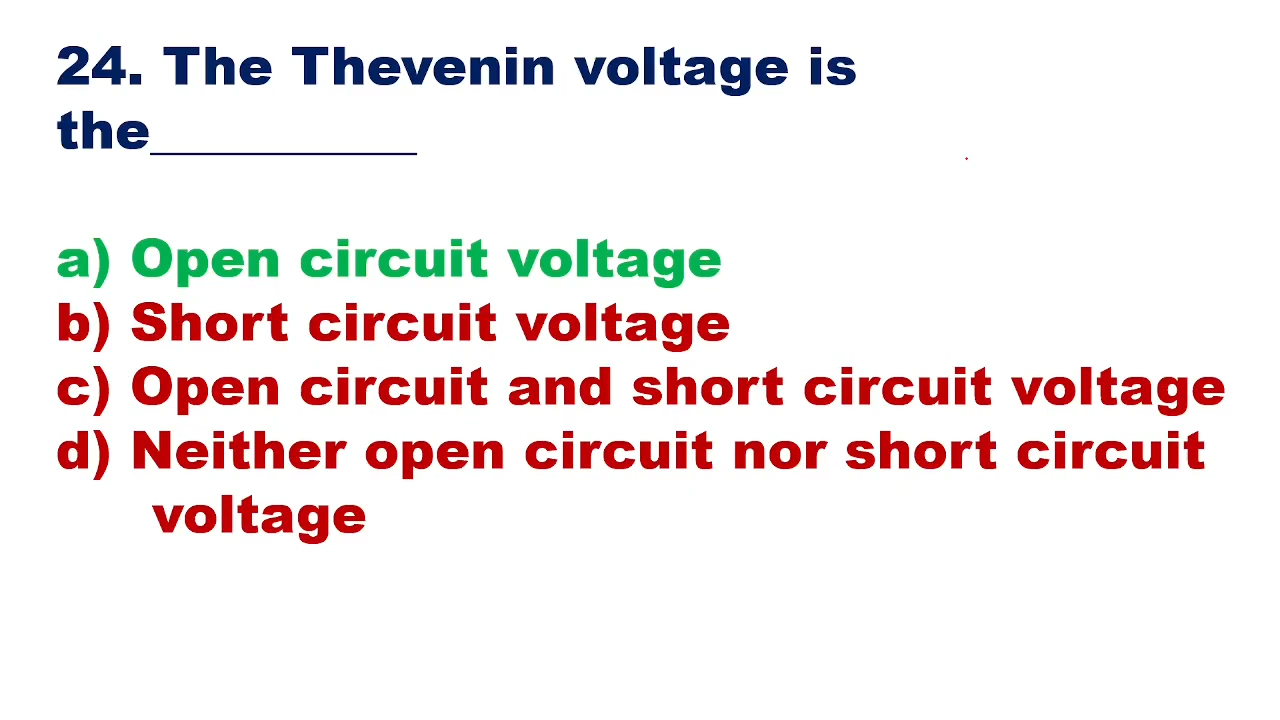 24. The Thevenin voltage is
the__________
a) Open circuit voltage
b) Short circuit voltage
c) Open circuit and short circuit voltage
d) Neither open circuit nor short circuit
voltage